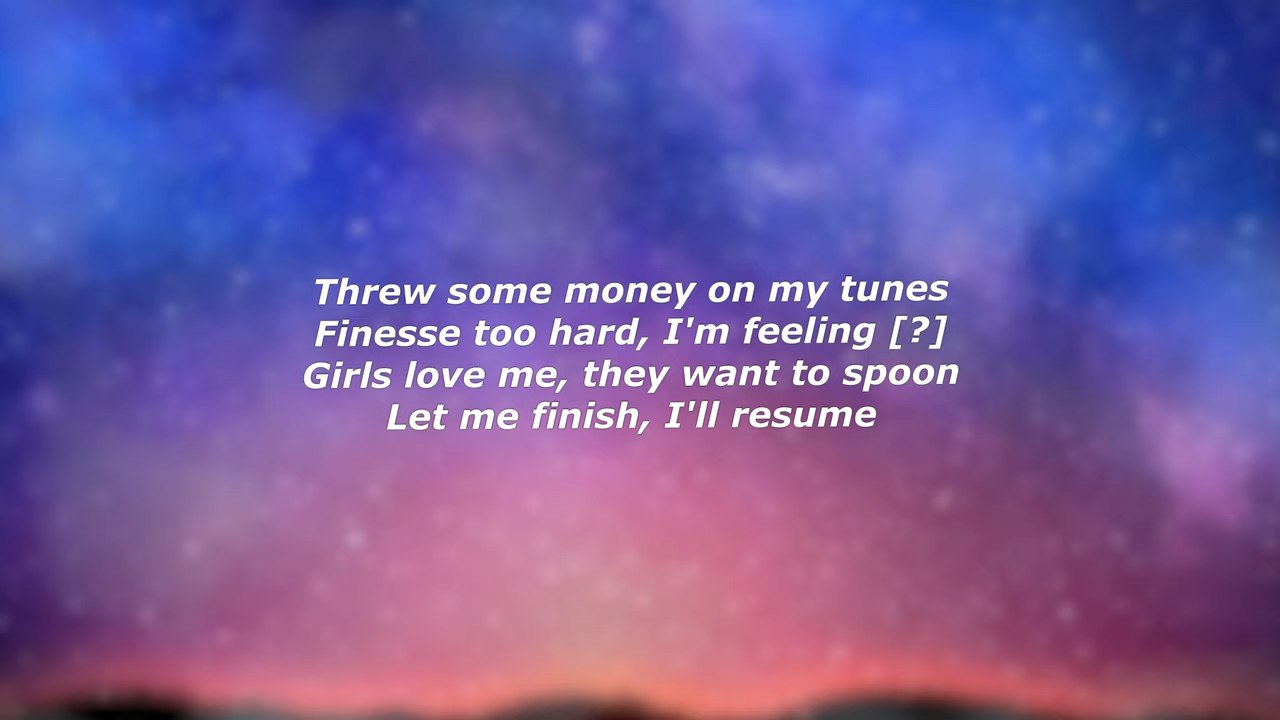 Threw some money on my tunes
Finesse too hard, I'm feeling [?]
Girls love me, they want to spoon
Let me finish, I'll resume